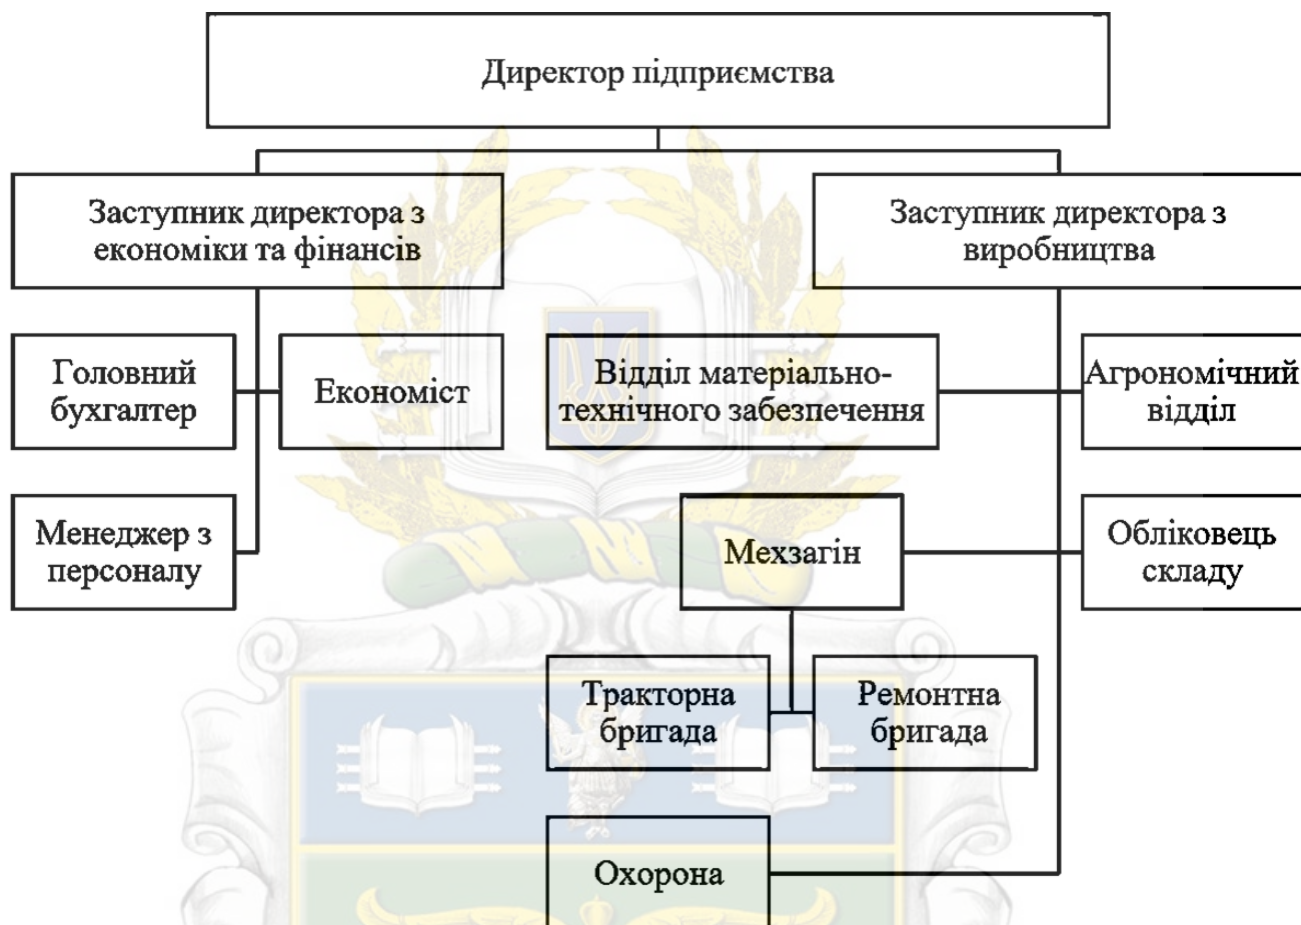 Директор підприємства
Заступник директора з
економіки та фінансів
Заступник директора з
виробництва
Головний
бухгалтер
Економіст
Відділ матеріально-
технічного забезпечення
Агрономічний
відділ
Менеджер з
персоналу
Мехзагін
Обліковець
складу
Тракторна
бригада
Ремонтна
бригада
Охорона